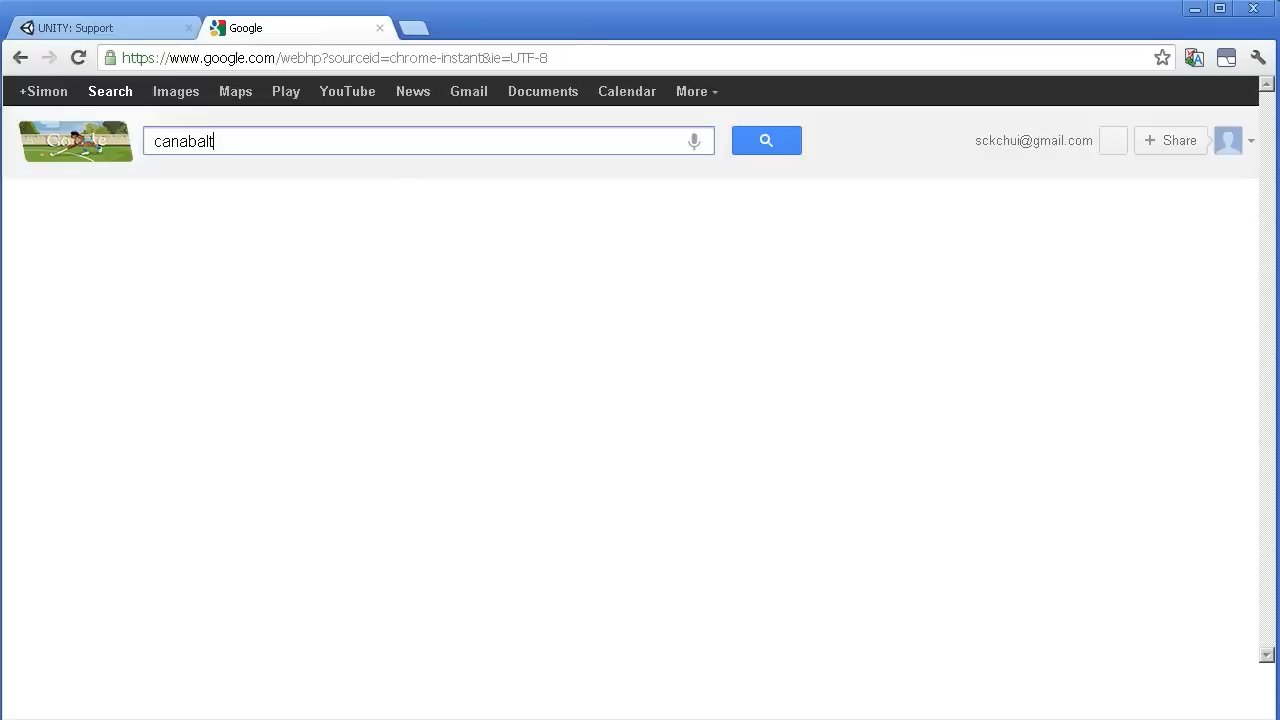 UNITY: Support
Google
https://www.google.com/webhp?sourceid=chrome-instant&ie=UTF-8
+Simon Search Images Maps Play YouTube News Gmail Documents Calendar More
Google canabalt sckchui@gmail.com + Share